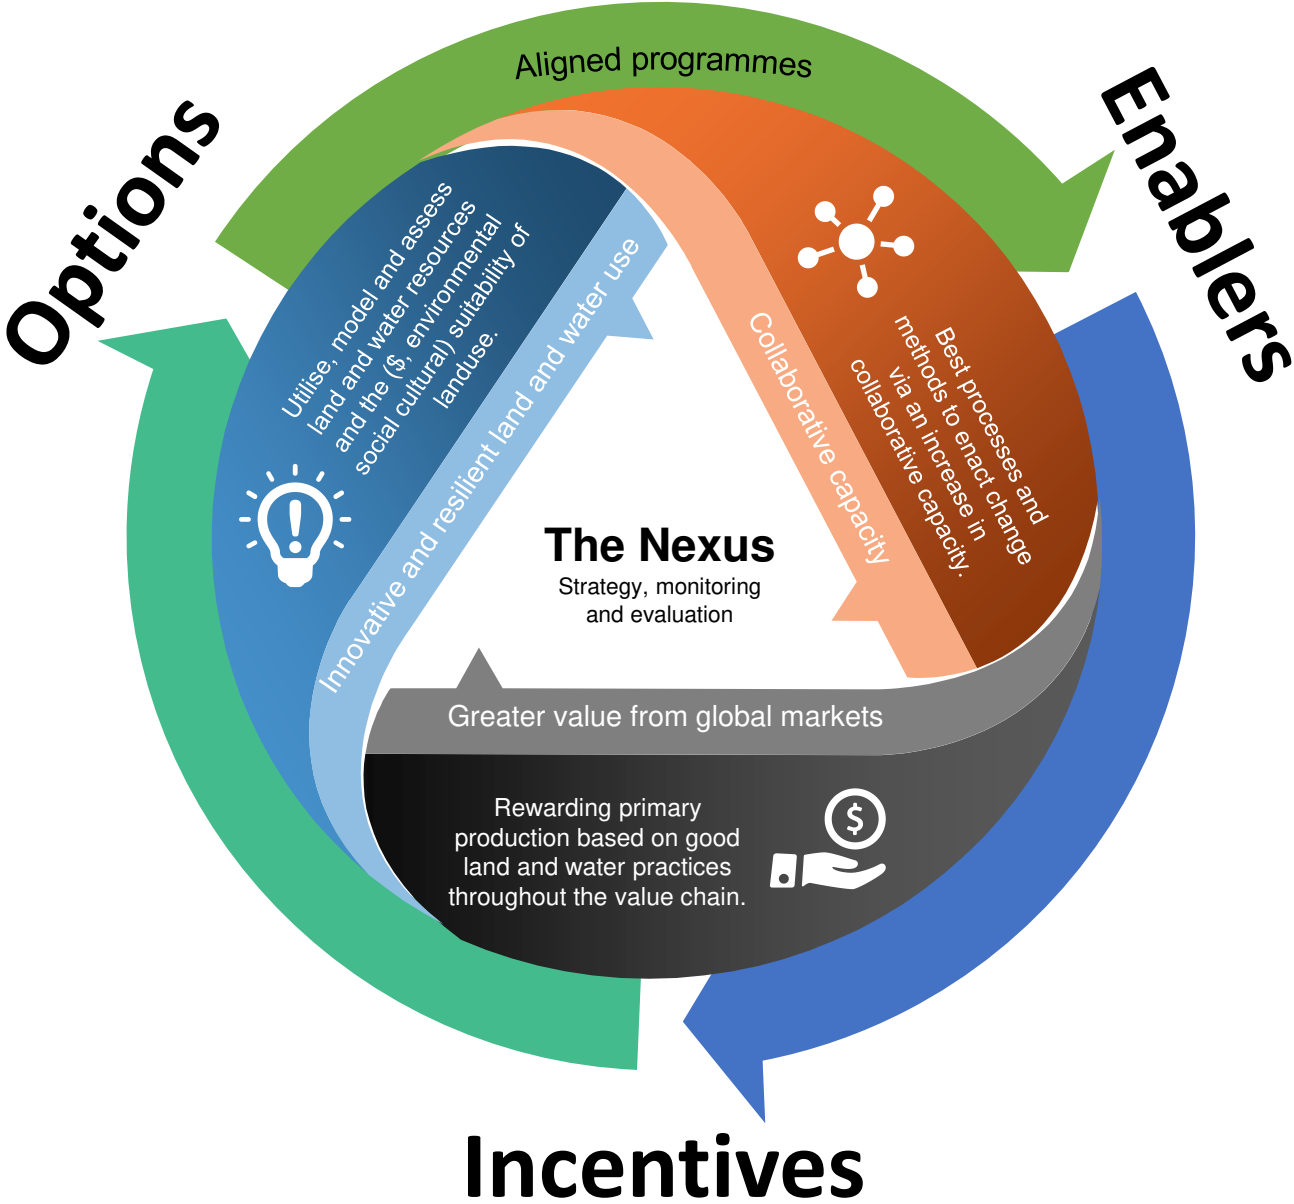 Aligned programmes
Options
Enablers
Utilise, model and assess
land and water resources
and the ($, environmental
social cultural) suitability of
landuse.
Innovative and resilient land and water use
Collaborative capacity
Best processes and
methods to enact change
via an increase in
collaborative capacity.
The Nexus
Strategy, monitoring
and evaluation
Greater value from global markets
Rewarding primary
production based on good
land and water practices
throughout the value chain.
$
Incentives